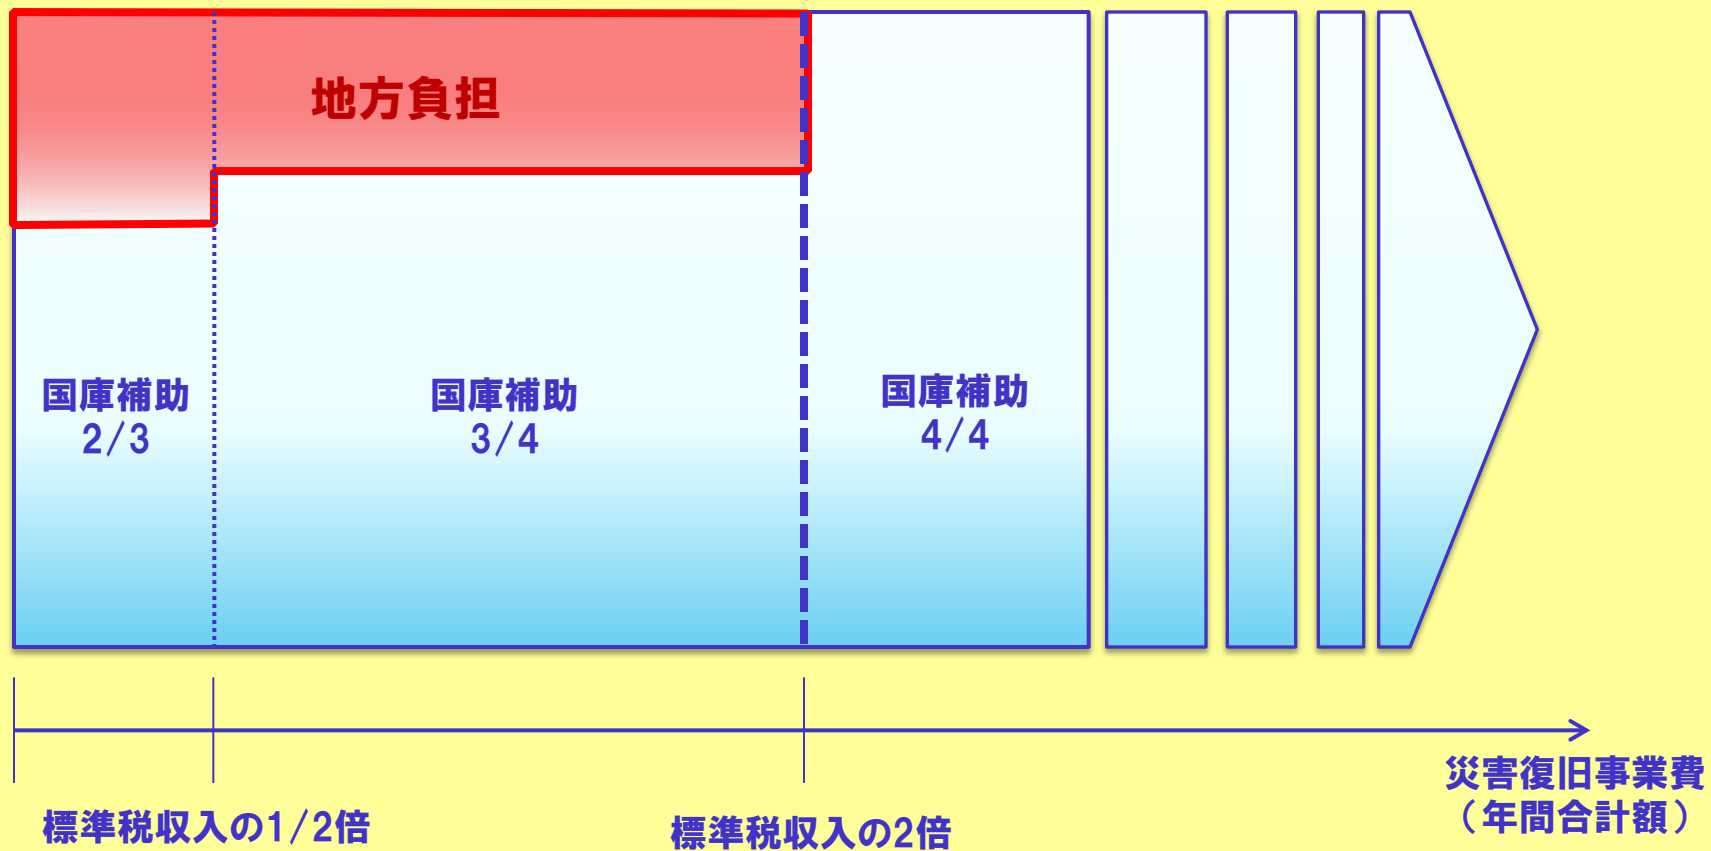 地方負担
国庫補助
2/3
国庫補助
3/4
国庫補助
4/4
標準税収入の1/2倍
標準税収入の2倍
災害復旧事業費
（年間合計額）